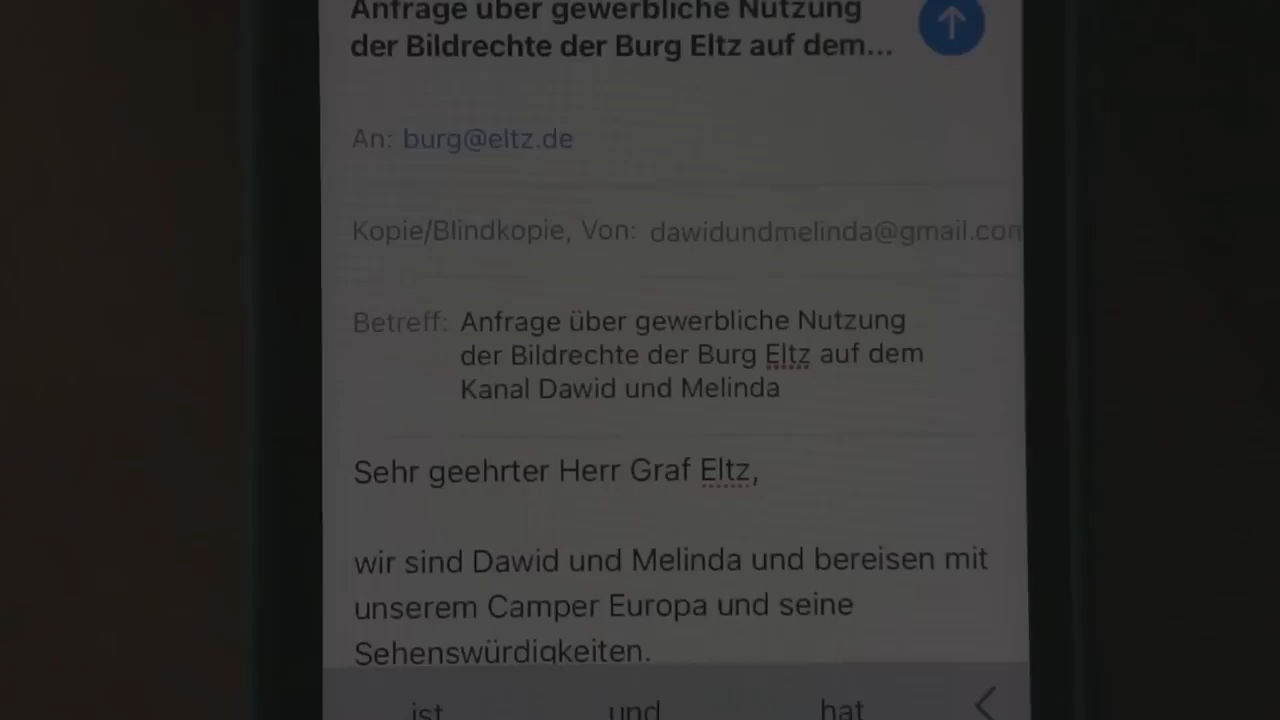 Anfrage über gewerbliche Nutzung
der Bildrechte der Burg Eltz auf dem...
An: burg@eltz.de
Kopie/Blindkopie, Von: dawidundmelinda@gmail.com
Betreff: Anfrage über gewerbliche Nutzung
der Bildrechte der Burg Eltz auf dem
Kanal Dawid und Melinda
Sehr geehrter Herr Graf Eltz,
wir sind Dawid und Melinda und bereisen mit
unserem Camper Europa und seine
Sehenswürdigkeiten.
ist und hat